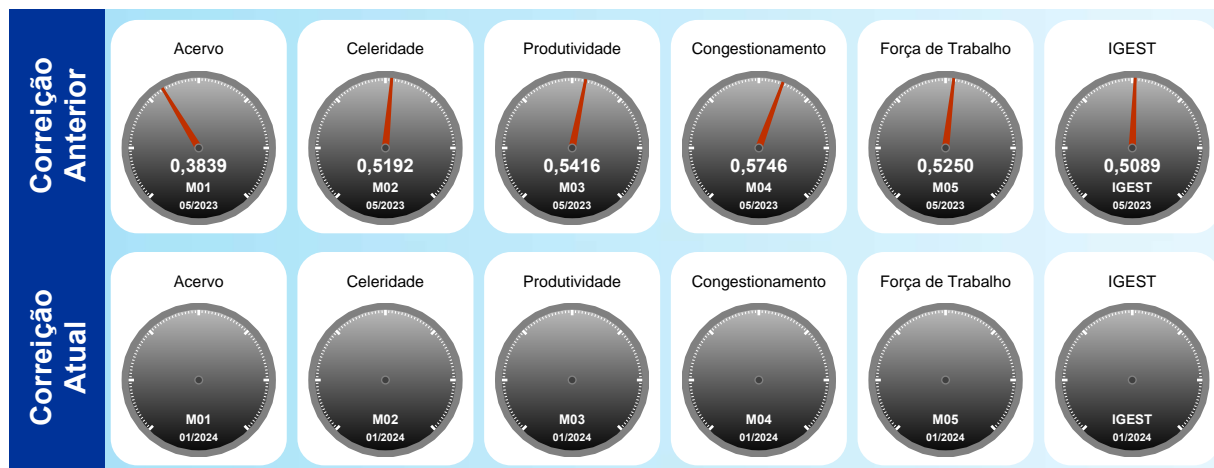 Correição
Anterior
Acervo
0,3839
M01
05/2023
Celeridade
0,5192
M02
05/2023
Produtividade
0,5416
M03
05/2023
Congestionamento
0,5746
M04
05/2023
Força de Trabalho
0,5250
M05
05/2023
IGEST
0,5089
IGEST
05/2023
Correição
Atual
Acervo
M01
01/2024
Celeridade
M02
01/2024
Produtividade
M03
01/2024
Congestionamento
M04
01/2024
Força de Trabalho
M05
01/2024
IGEST
IGEST
01/2024